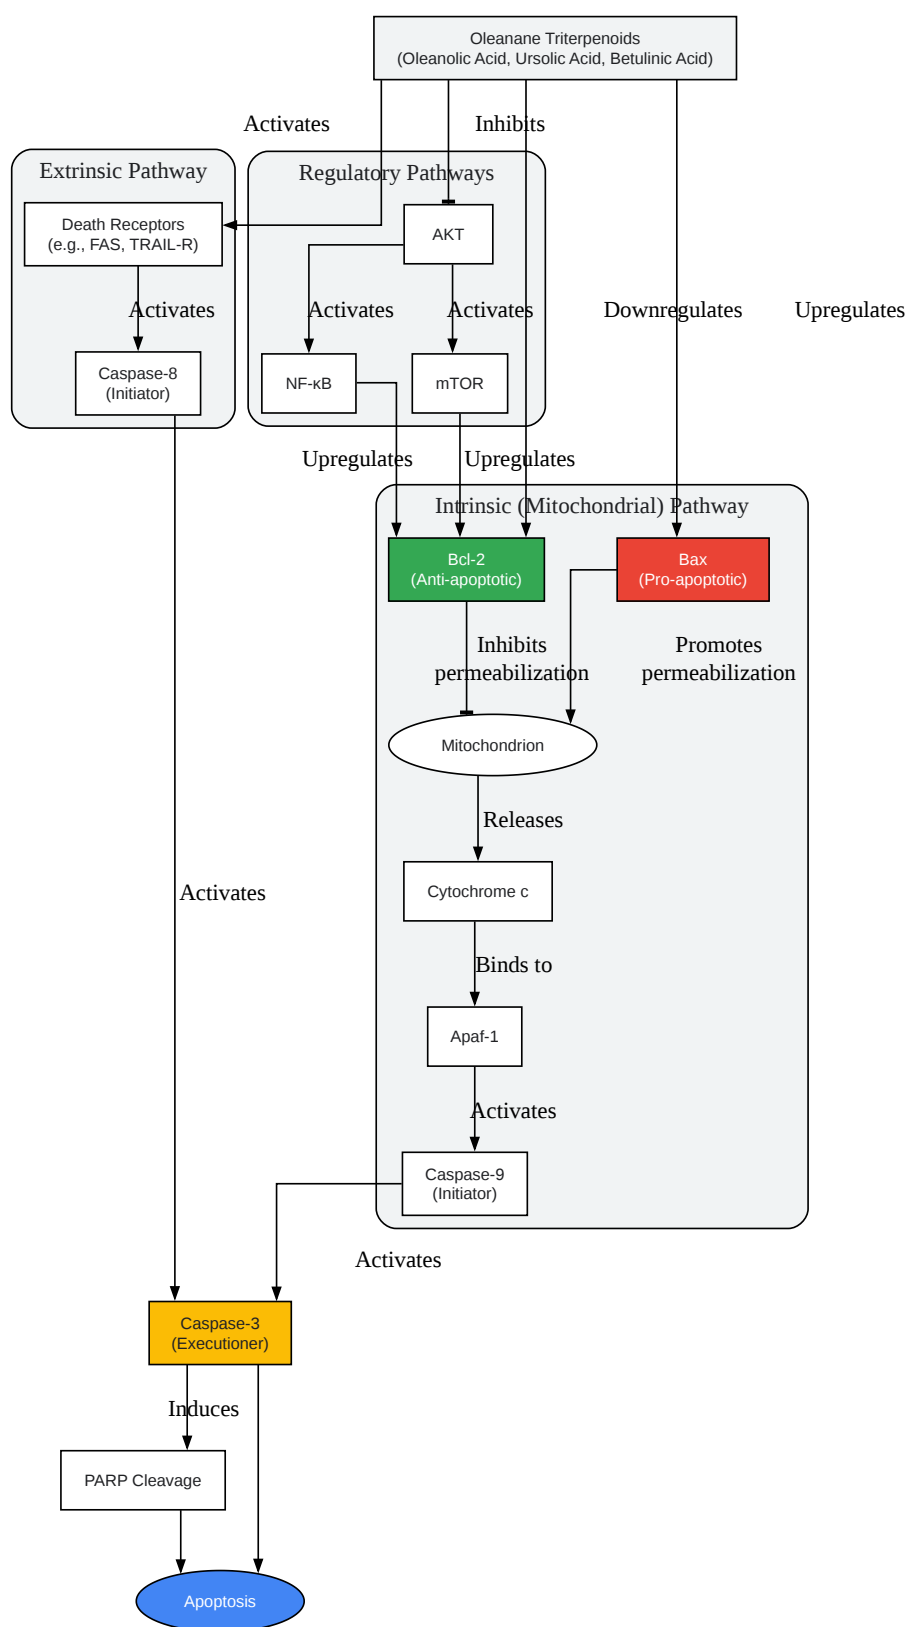 Oleanane Triterpenoids
(Oleanolic Acid, Ursolic Acid, Betulinic Acid)
Activates
Inhibits
Extrinsic Pathway
Regulatory Pathways
Death Receptors
(e.g., FAS, TRAIL-R)
AKT
Activates
Activates
Activates
Downregulates
Upregulates
Caspase-8
(Initiator)
NF-κB
mTOR
Upregulates
Upregulates
Intrinsic (Mitochondrial) Pathway
Bcl-2
(Anti-apoptotic)
Bax
(Pro-apoptotic)
Inhibits
permeabilization
Promotes
permeabilization
Mitochondrion
Releases
Activates
Cytochrome c
Binds to
Apaf-1
Activates
Caspase-9
(Initiator)
Activates
Caspase-3
(Executioner)
Induces
PARP Cleavage
Apoptosis